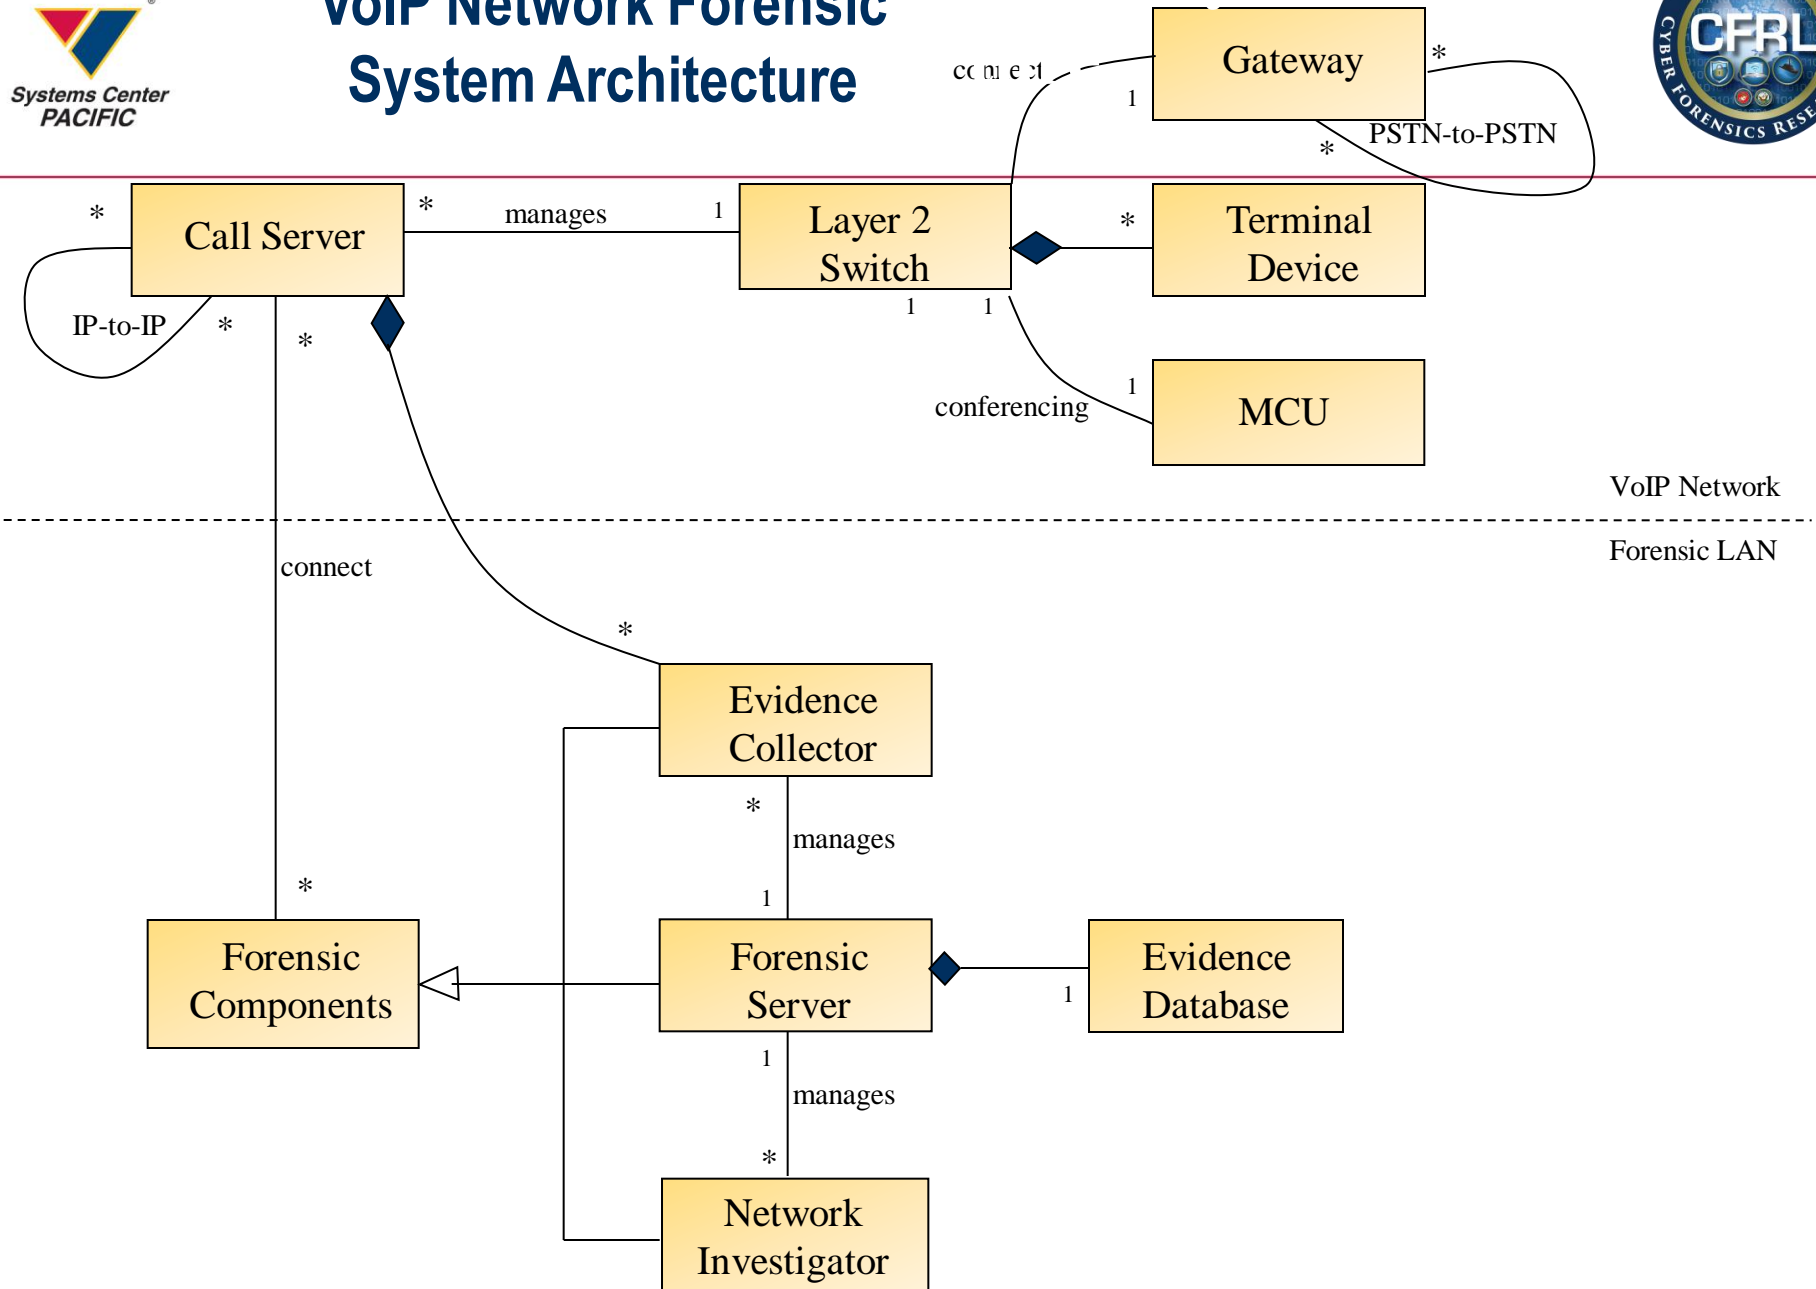 VoIP Network Forensic
System Architecture
®
Systems Center
PACIFIC
CFRL
CYBER FORENSICS
connect
1
Gateway
*
*
PSTN-to-PSTN
*
Call Server
*
manages
1
Layer 2
Switch
*
Terminal
Device
IP-to-IP
*
*
1
1
1
conferencing
MCU
VoIP Network
Forensic LAN
connect
*
Evidence
Collector
*
manages
1
*
Forensic
Components
Forensic
Server
1
Evidence
Database
1
manages
*
Network
Investigator